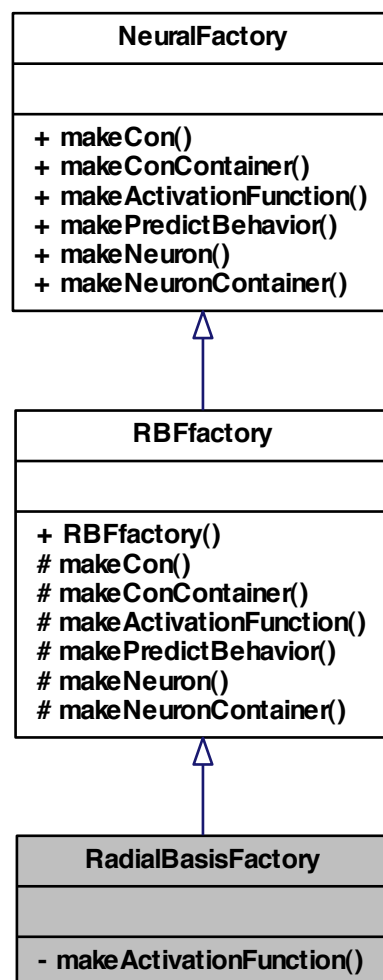 NeuralFactory
+ makeCon()
+ makeConContainer()
+ makeActivationFunction()
+ makePredictBehavior()
+ makeNeuron()
+ makeNeuronContainer()
RBFfactory
+ RBFfactory()
# makeCon()
# makeConContainer()
# makeActivationFunction()
# makePredictBehavior()
# makeNeuron()
# makeNeuronContainer()
RadialBasisFactory
- makeActivationFunction()